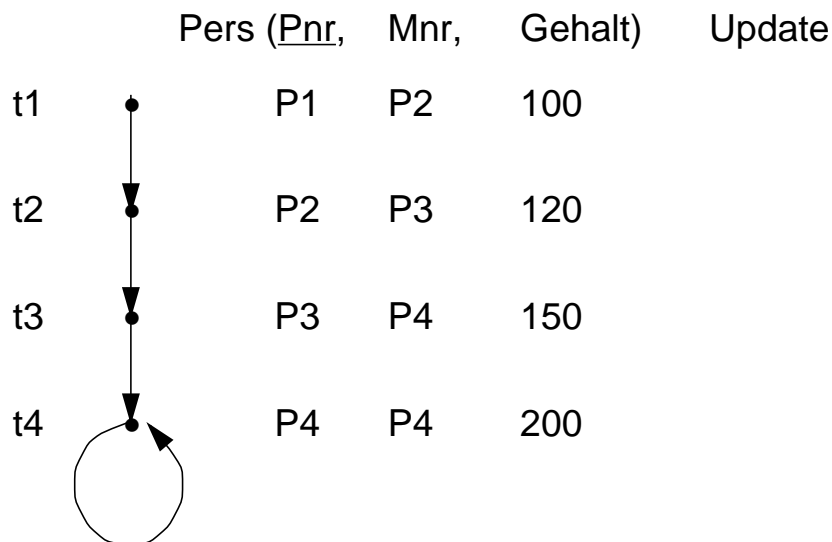 Pers (Pnr, Mnr, Gehalt) Update
t1 P1 P2 100
t2 P2 P3 120
t3 P3 P4 150
t4 P4 P4 200